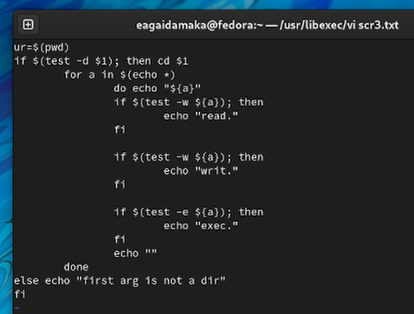 eagaidamaka@fedora:~ — /usr/libexec/vi scr3.txt
ur=$(pwd)
if $(test -d $1); then cd $1
for a in $(echo *)
do echo "${a}"
if $(test -w ${a}); then
echo "read."
fi
if $(test -w ${a}); then
echo "writ."
fi
if $(test -e ${a}); then
echo "exec."
fi
echo ""
done
else echo "first arg is not a dir"
fi
~